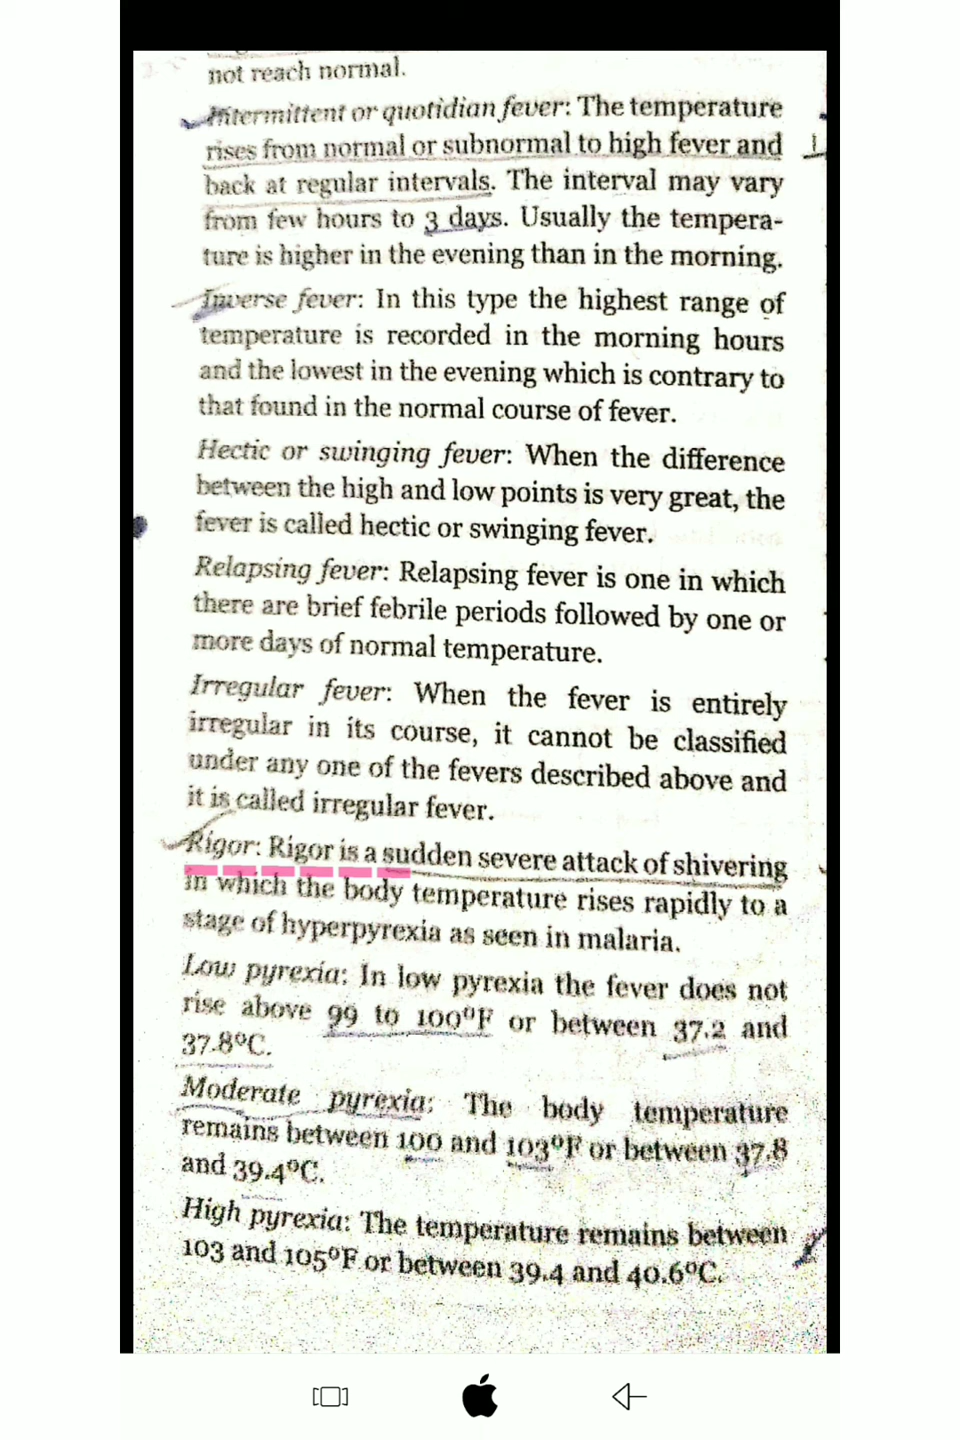 not reach normal.
Intermittent or quotidian fever: The temperature
rises from normal or subnormal to high fever and
back at regular intervals. The interval may vary
from few hours to 3 days. Usually the tempera-
ture is higher in the evening than in the morning.
Inverse fever: In this type the highest range of
temperature is recorded in the morning hours
and the lowest in the evening which is contrary to
that found in the normal course of fever.
Hectic or swinging fever: When the difference
between the high and low points is very great, the
fever is called hectic or swinging fever.
Relapsing fever: Relapsing fever is one in which
there are brief febrile periods followed by one or
more days of normal temperature.
Irregular fever: When the fever is entirely
irregular in its course, it cannot be classified
under any one of the fevers described above and
it is called irregular fever.
Rigor: Rigor is a sudden severe attack of shivering
in which the body temperature rises rapidly to a
stage of hyperpyrexia as seen in malaria.
Low pyrexia: In low pyrexia the fever does not
rise above 99 to 100°F or between 37.2 and
37.8°C.
Moderate pyrexia: The body temperature
remains between 100 and 103°F or between 37.8
and 39.4°C.
High pyrexia: The temperature remains between
103 and 105°F or between 39.4 and 40.6°C.